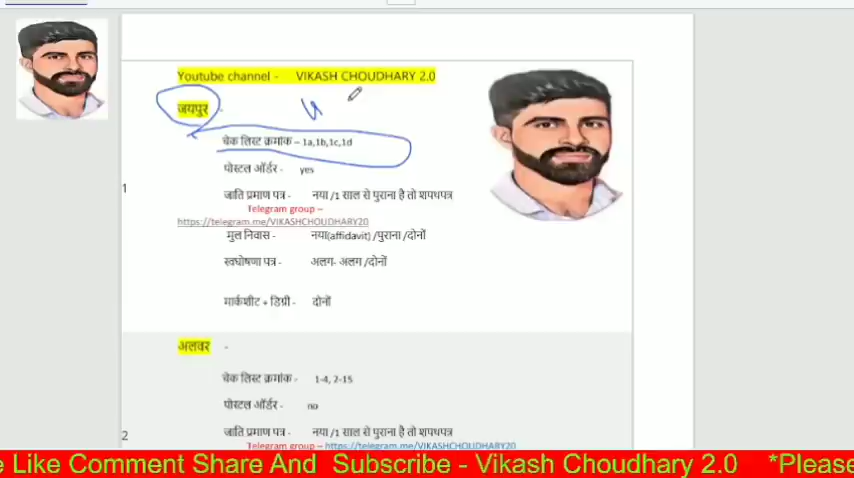 Youtube channel - VIKASH CHOUDHARY 2.0
जयपुर -
चेक लिस्ट क्रमांक – 1a,1b,1c,1d
पोस्टल ऑर्डर - yes
1
जाति प्रमाण पत्र - नया /1 साल से पुराना है तो शपथपत्र
Telegram group –
https://telegram.me/VIKASHCHOUDHARY20
मुल निवास - नया(affidavit) /पुराना /दोनों
स्वघोषणा पत्र - अलग- अलग /दोनों
मार्कशीट + डिग्री - दोनों
अलवर -
चेक लिस्ट क्रमांक - 1-4, 2-15
पोस्टल ऑर्डर - no
2
जाति प्रमाण पत्र - नया /1 साल से पुराना है तो शपथपत्र
Telegram group – https://telegram.me/VIKASHCHOUDHARY20
e Like Comment Share And Subscribe - Vikash Choudhary 2.0 *Please